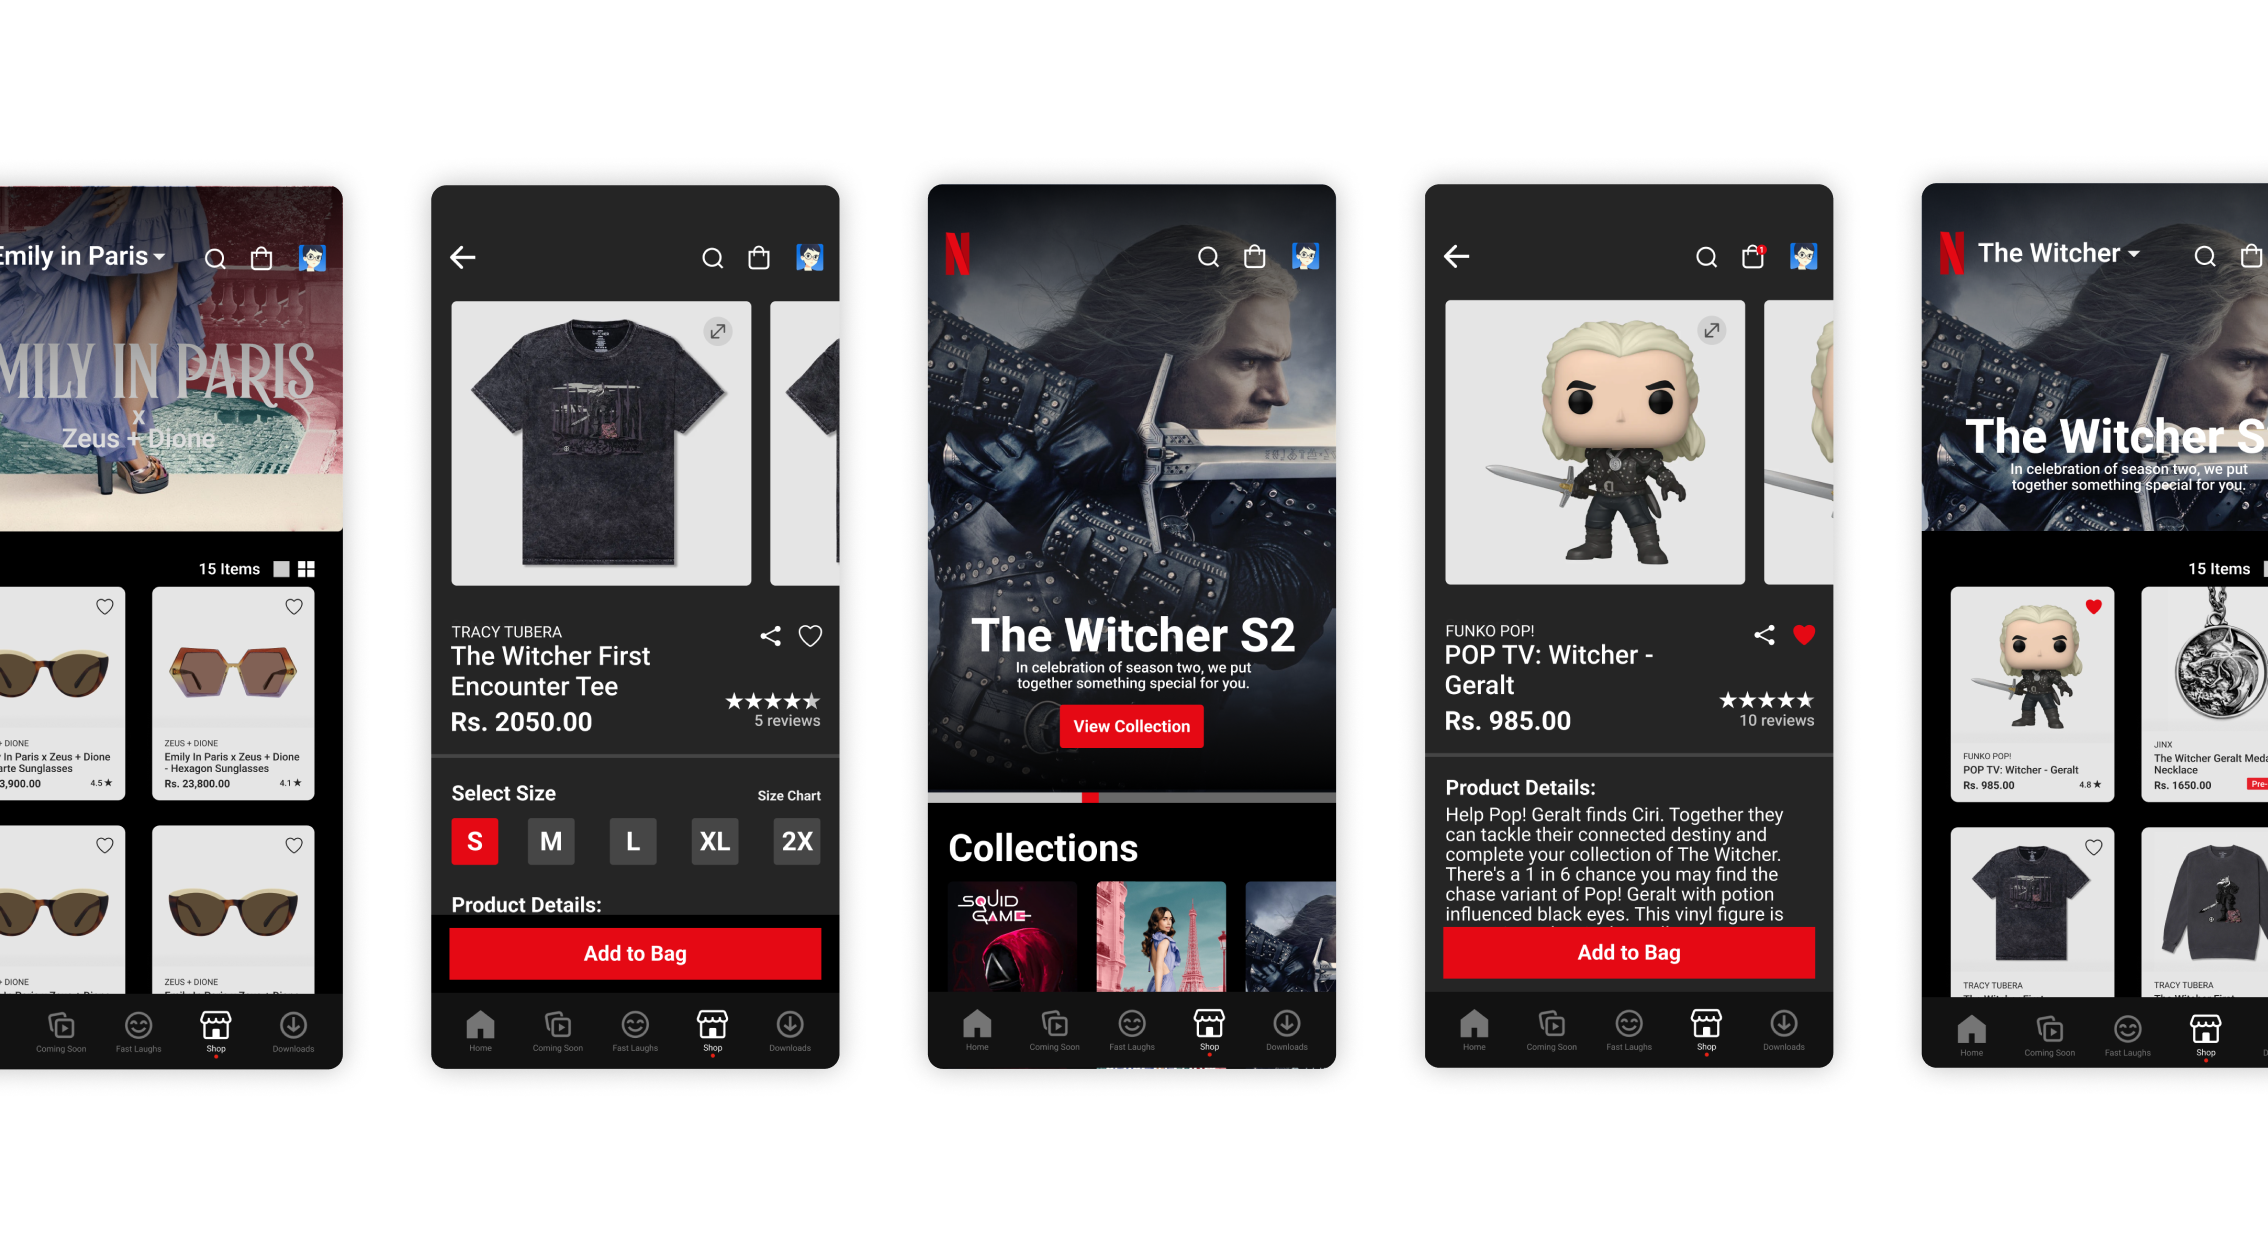 Emily in Paris
EMILY IN PARIS
x
Zeus + Dione
15 Items
+ DIONE
Emily In Paris x Zeus + Dione
Sunglasses
3,900.00
4.5 ★
ZEUS + DIONE
Emily In Paris x Zeus + Dione
- Hexagon Sunglasses
Rs. 23,800.00
4.1 ★
+ DIONE
ZEUS + DIONE
Coming Soon
Fast Laughs
Shop
Downloads
TRACY TUBERA
The Witcher First
Encounter Tee
Rs. 2050.00
5 reviews
Select Size
Size Chart
S
M
L
XL
2X
Product Details:
Add to Bag
Home
Coming Soon
Fast Laughs
Shop
Downloads
N
The Witcher S2
In celebration of season two, we put
together something special for you.
View Collection
Collections
SQUID
GAME
Home
Coming Soon
Fast Laughs
Shop
Downloads
1
FUNKO POP!
POP TV: Witcher -
Geralt
Rs. 985.00
10 reviews
Product Details:
Help Pop! Geralt finds Ciri. Together they
can tackle their connected destiny and
complete your collection of The Witcher.
There's a 1 in 6 chance you may find the
chase variant of Pop! Geralt with potion
influenced black eyes. This vinyl figure is
Add to Bag
Home
Coming Soon
Fast Laughs
Shop
Downloads
N
The Witcher
The Witcher S
In celebration of season two, we put
together something special for you.
15 Items
FUNKO POP!
POP TV: Witcher - Geralt
Rs. 985.00
4.8 ★
JINX
The Witcher Geralt Meda
Necklace
Rs. 1650.00
Pre-
TRACY TUBERA
TRACY TUBERA
Home
Coming Soon
Fast Laughs
Shop
D